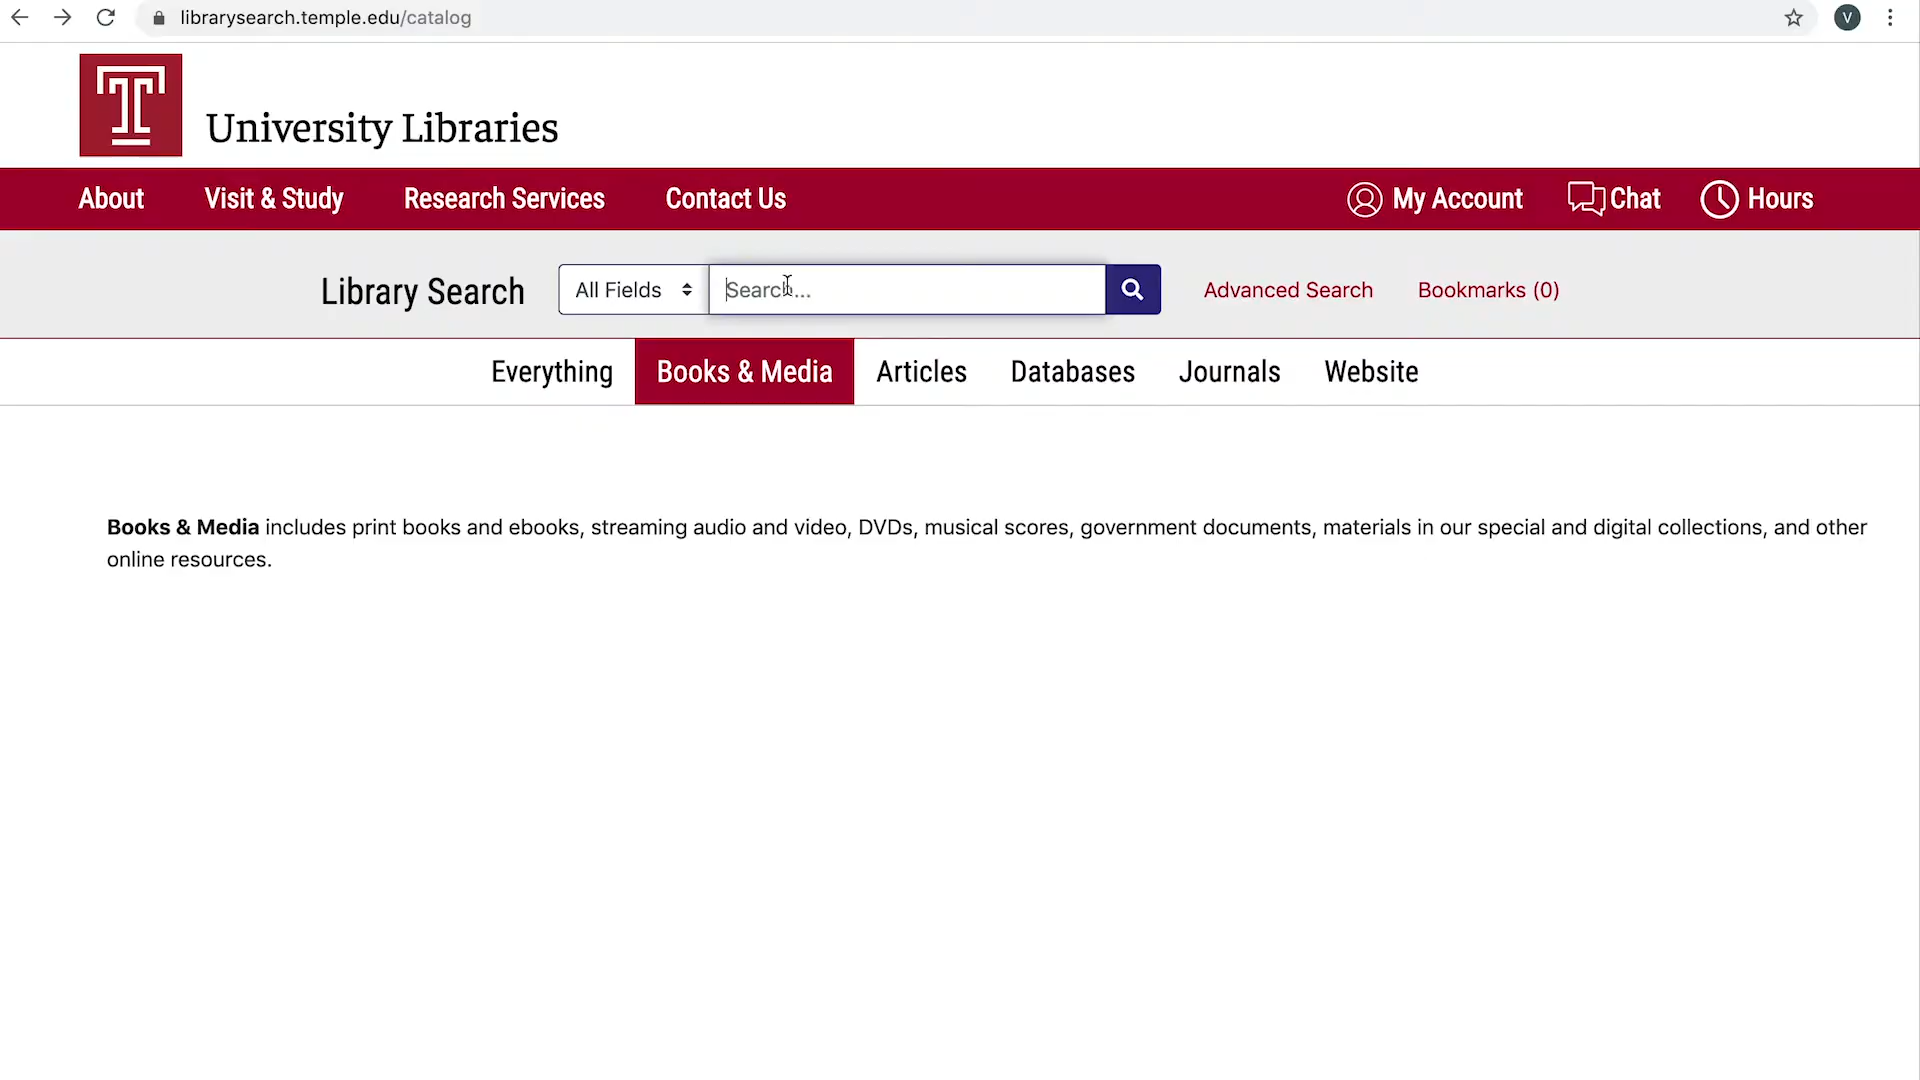 librarysearch.temple.edu/catalog
V
T
University Libraries
About Visit & Study Research Services Contact Us My Account Chat Hours
Library Search All Fields Search... Advanced Search Bookmarks (0)
Everything Books & Media Articles Databases Journals Website
Books & Media includes print books and ebooks, streaming audio and video, DVDs, musical scores, government documents, materials in our special and digital collections, and other
online resources.